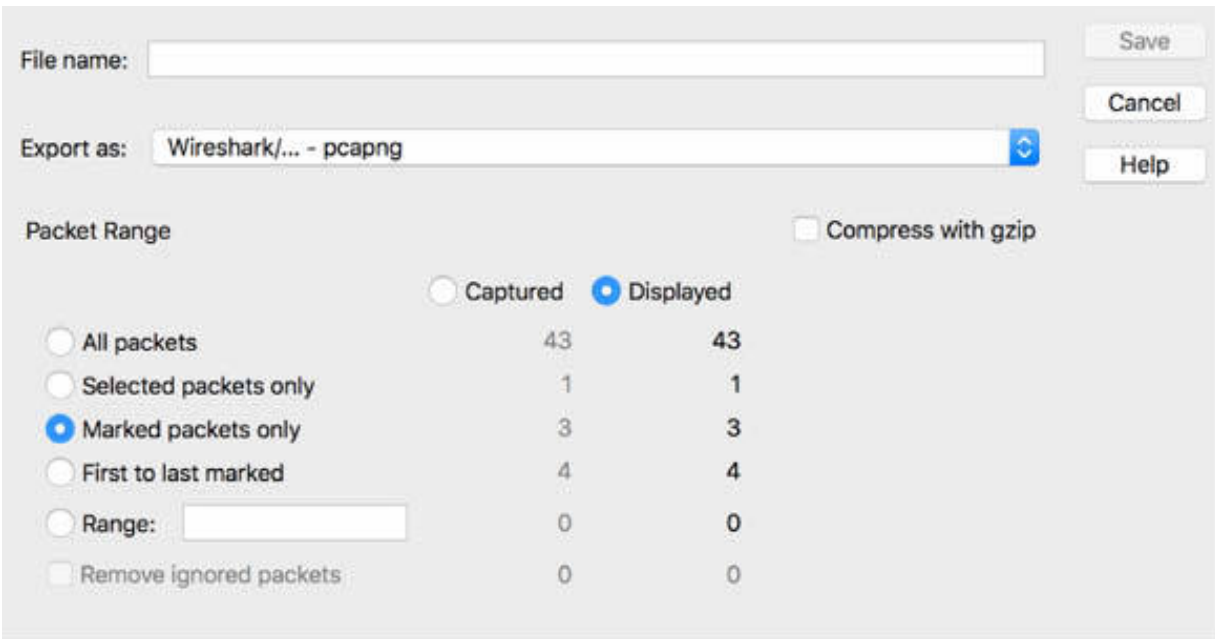 File name:
Save
Cancel
Export as: Wireshark/... - pcapng
Help
Packet Range
Compress with gzip
Captured Displayed
All packets 43 43
Selected packets only 1 1
Marked packets only 3 3
First to last marked 4 4
Range: 0 0
Remove ignored packets 0 0